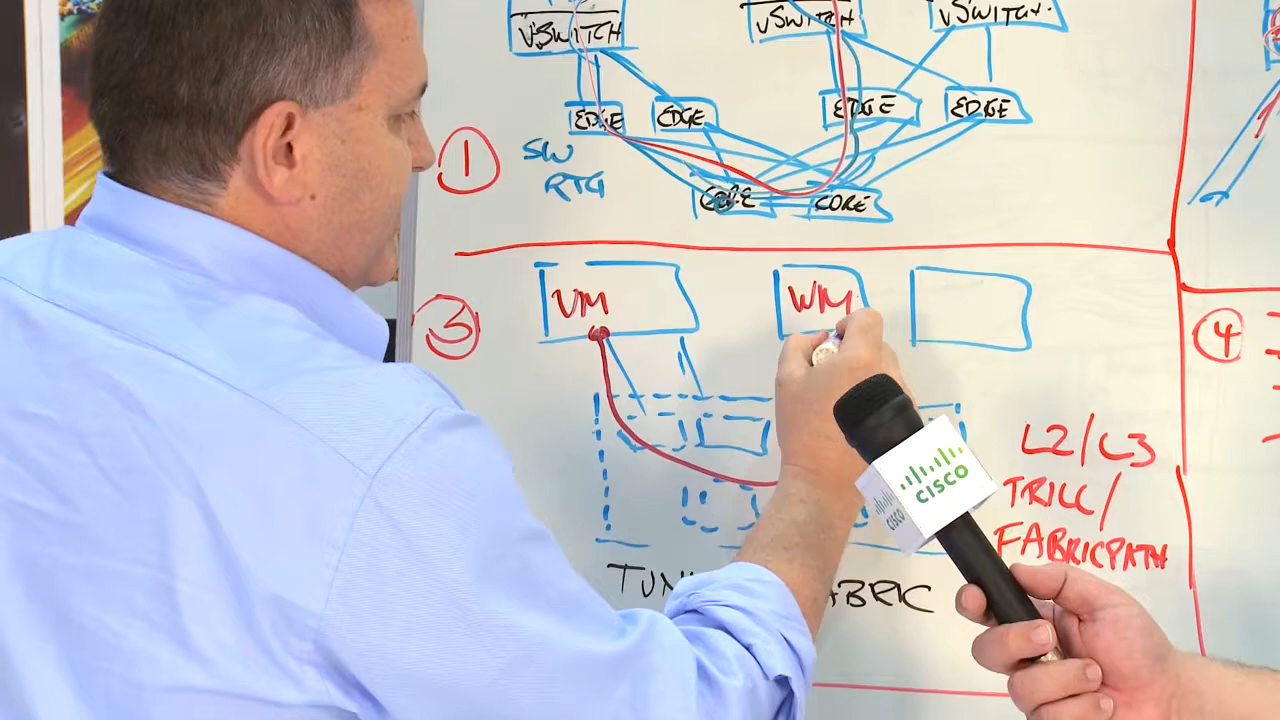 VSWITCH
VSWITCH
VSWITCH
EDGE
EDGE
EDGE
EDGE
1
SW
RTG
CORE
CORE
3
VM
VM
4
L2/L3
TRILL/
FABRICPATH
CISCO
CISCO